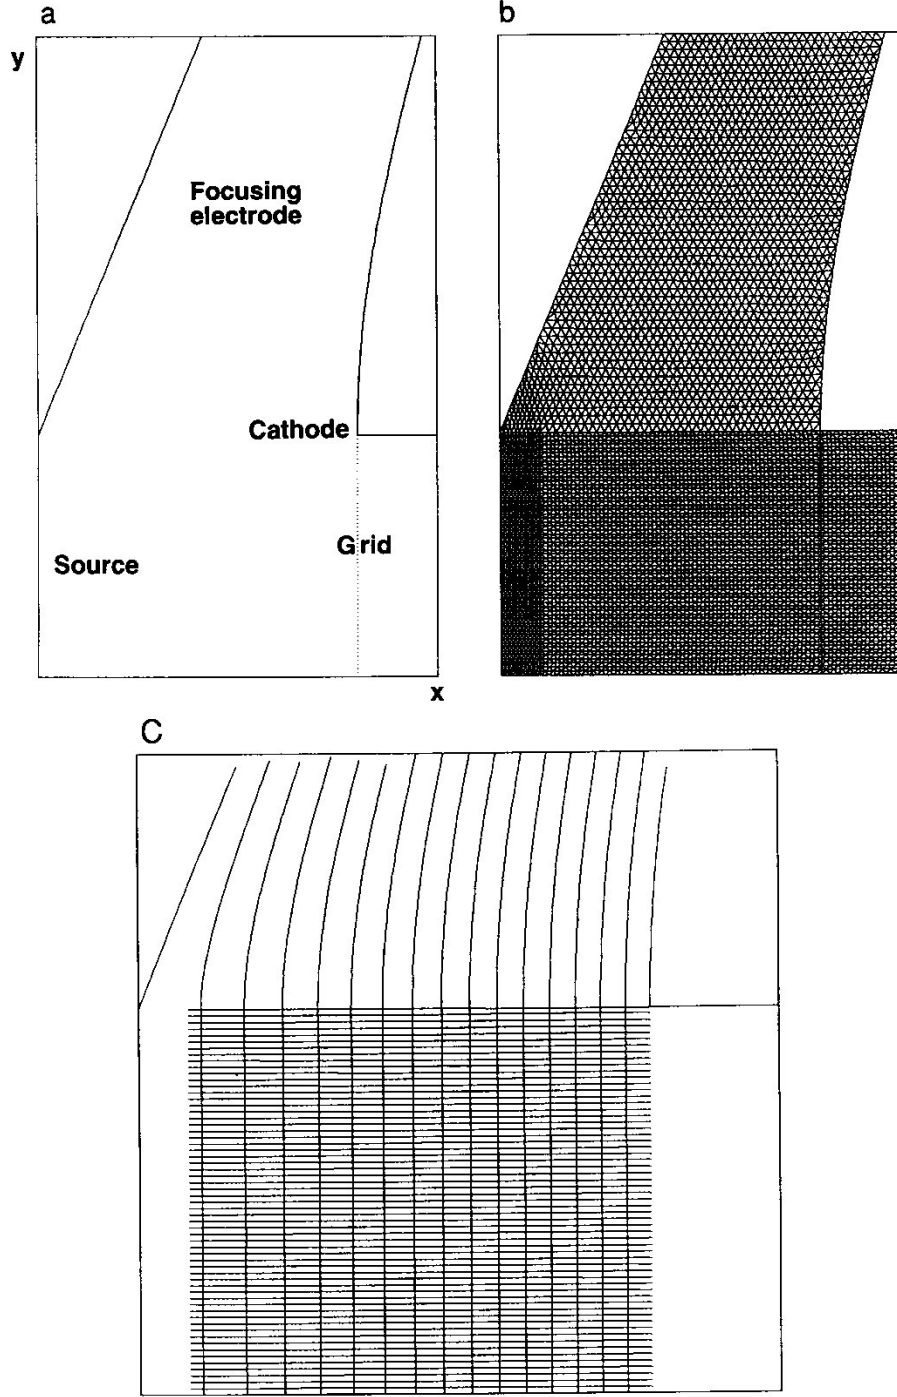 a
b
y
Focusing
electrode
Cathode
Grid
Source
x
C